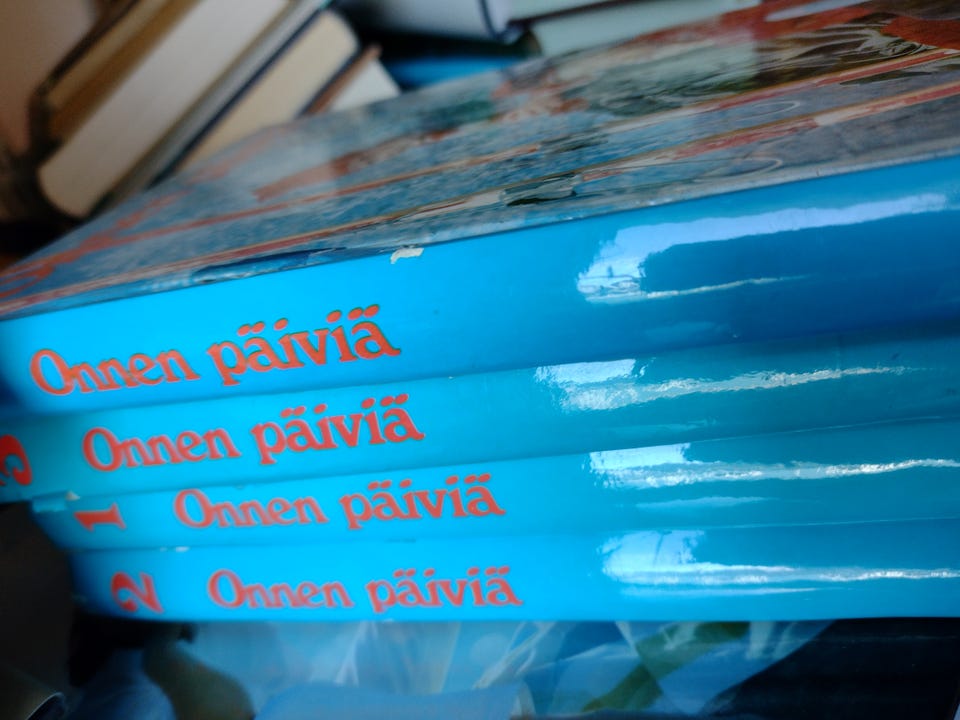 Onnen päiviä
3 Onnen päiviä
1 Onnen päiviä
2 Onnen päiviä